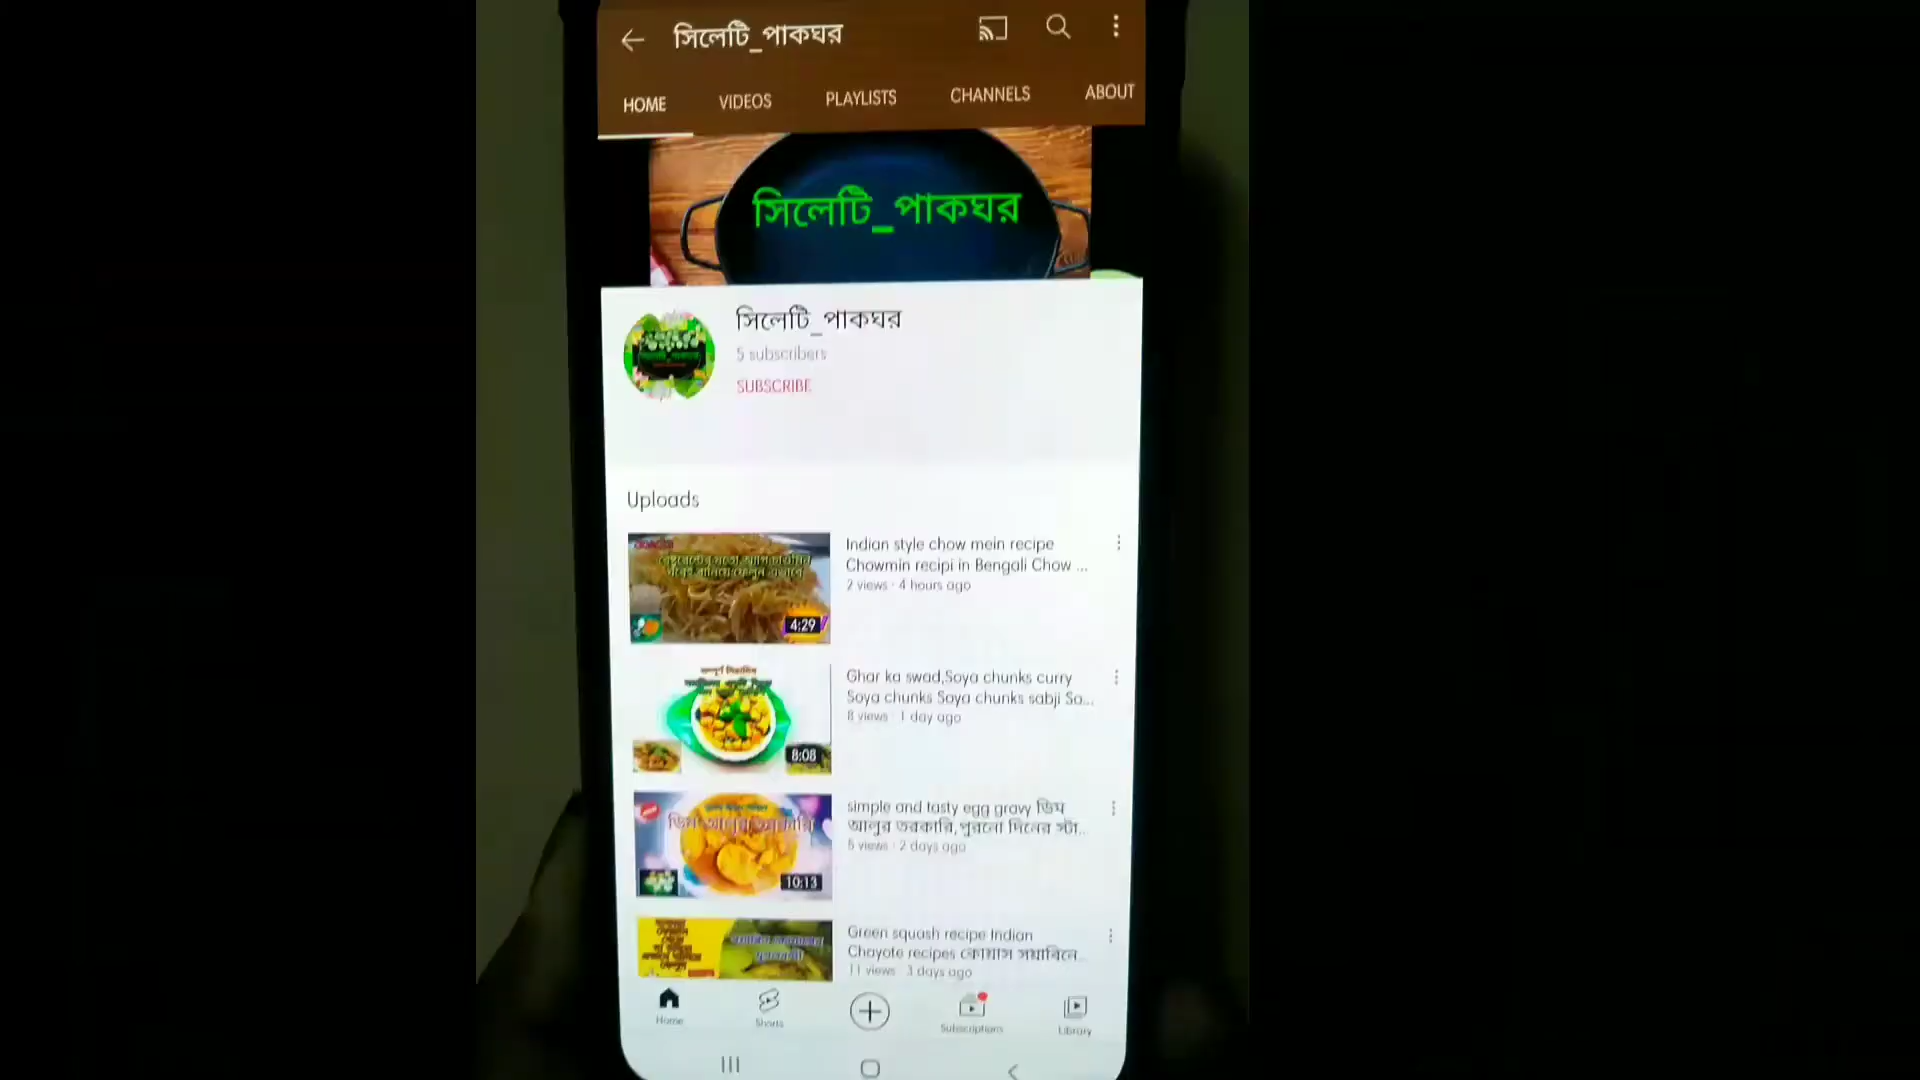 সিলেটি_পাকঘর
HOME VIDEOS PLAYLISTS CHANNELS ABOUT
সিলেটি_পাকঘর
সিলেটি_পাকঘর
5 subscribers
SUBSCRIBE
Uploads
Indian style chow mein recipe
Chowmin recipi in Bengali Chow ...
2 views · 4 hours ago
4:29
Ghar ka swad,Soya chunks curry
Soya chunks Soya chunks sabji So...
8 views · 1 day ago
8:08
simple and tasty egg gravy ডিম
আলুর তরকারি,পুরনো দিনের স্টা...
5 views · 2 days ago
ডিম আলুর তরকারি
10:13
Green squash recipe Indian
Chayote recipes কোয়াস সয়াবিনে...
11 views · 3 days ago
Home Shorts Subscriptions Library